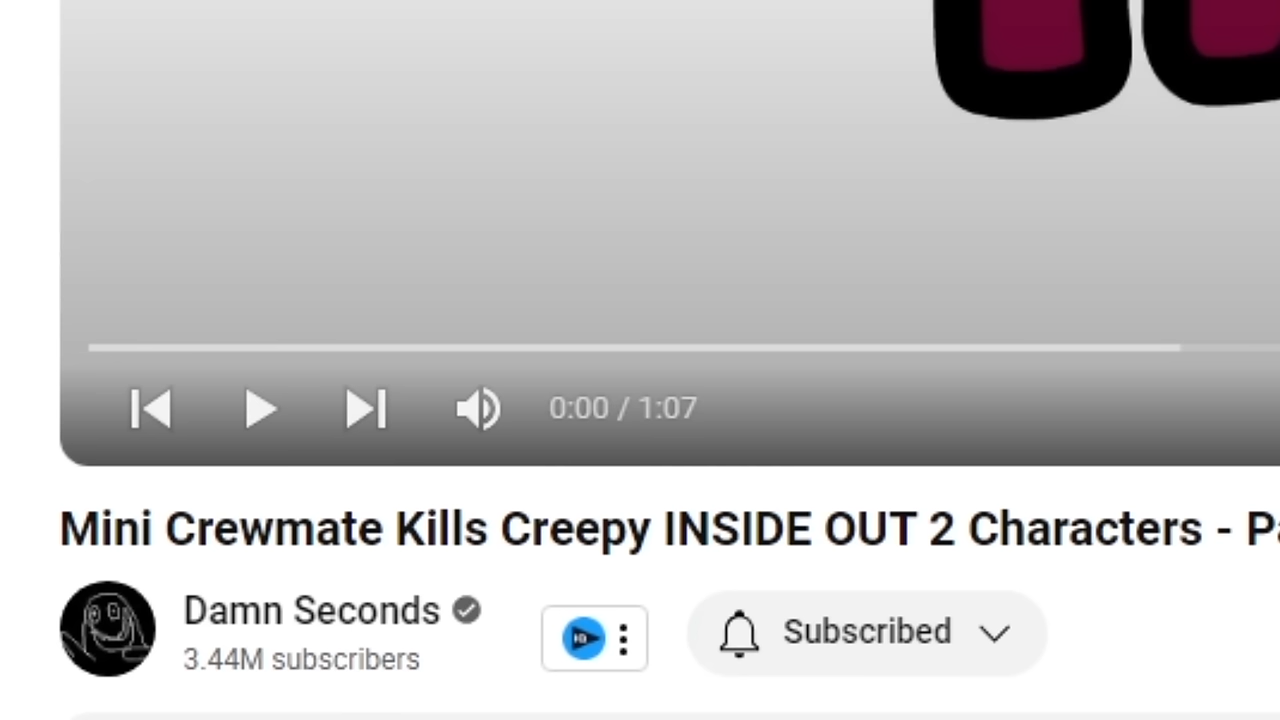 0:00 / 1:07
Mini Crewmate Kills Creepy INSIDE OUT 2 Characters -
Damn Seconds
3.44M subscribers
Subscribed